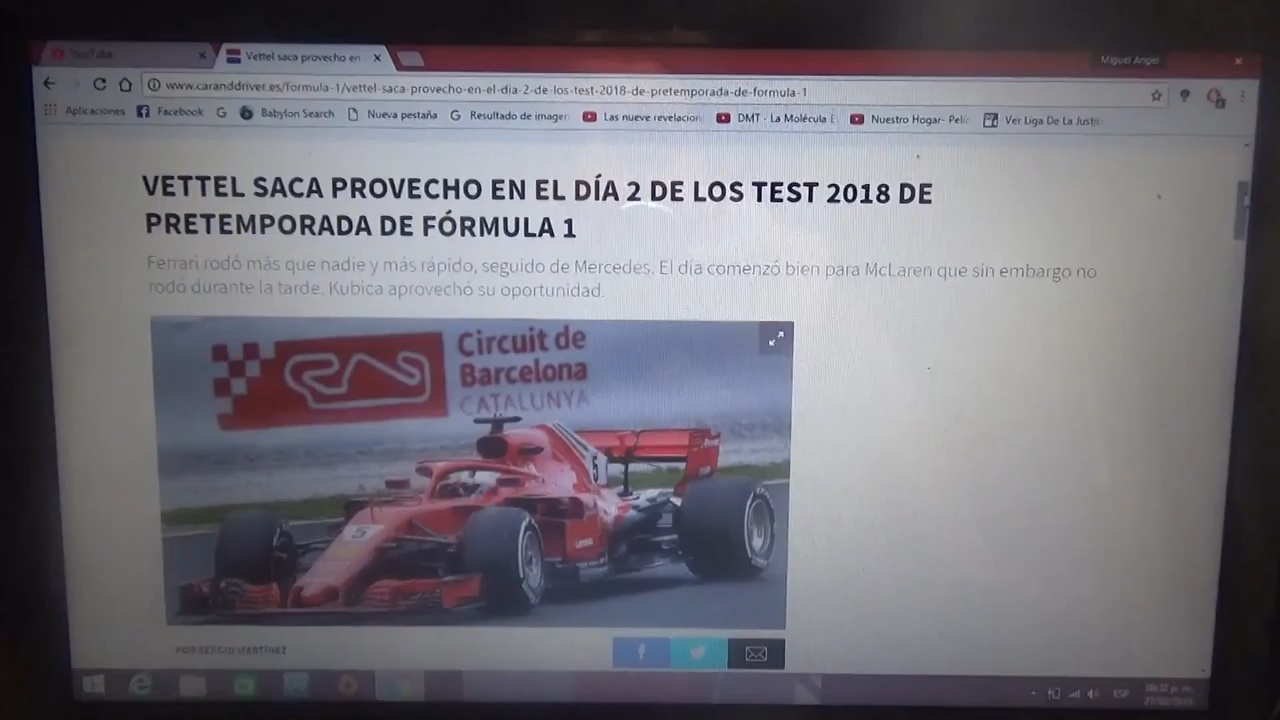 YouTube
Vettel saca provecho en
Miguel Angel
www.caranddriver.es/formula-1/vettel-saca-provecho-en-el-dia-2-de-los-test-2018-de-pretemporada-de-formula-1
Aplicaciones Facebook Babylon Search Nueva pestaña Resultado de imagen Las nueve revelacion DMT - La Molécula E Nuestro Hogar- Pelic Ver Liga De La Justic
VETTEL SACA PROVECHO EN EL DÍA 2 DE LOS TEST 2018 DE
PRETEMPORADA DE FÓRMULA 1
Ferrari rodó más que nadie y más rápido, seguido de Mercedes. El día comenzó bien para McLaren que sin embargo no
rodó durante la tarde. Kubica aprovechó su oportunidad.
Circuit de
Barcelona
CATALUNYA
5
5
POR SERGIO MARTÍNEZ
ESP